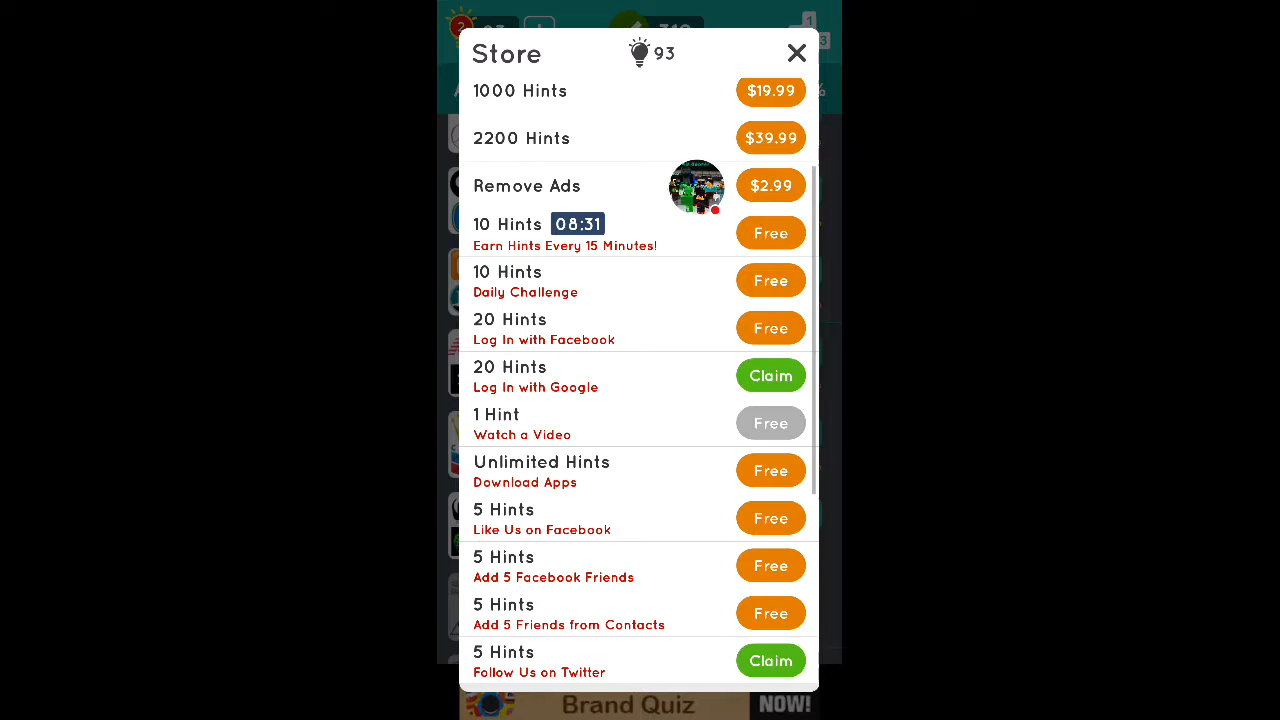 Store 93
1000 Hints $19.99
2200 Hints $39.99
Remove Ads $2.99
10 Hints 08:31
Earn Hints Every 15 Minutes! Free
10 Hints
Daily Challenge Free
20 Hints
Log In with Facebook Free
20 Hints
Log In with Google Claim
1 Hint
Watch a Video Free
Unlimited Hints
Download Apps Free
5 Hints
Like Us on Facebook Free
5 Hints
Add 5 Facebook Friends Free
5 Hints
Add 5 Friends from Contacts Free
5 Hints
Follow Us on Twitter Claim
Brand Quiz NOW!